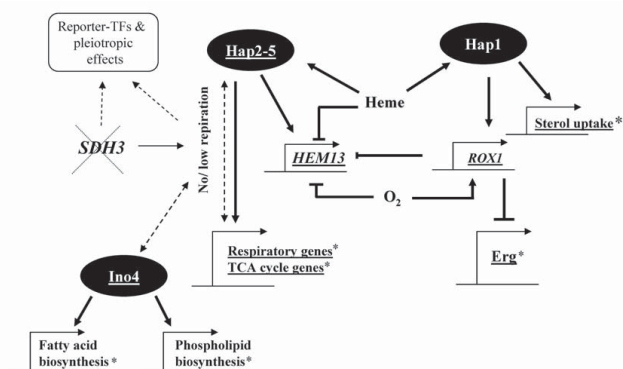 Reporter-TFs &
pleiotropic
effects
Hap2-5
Hap1
Heme
Sterol uptake*
SDH3
No/ low repiration
HEM13
ROX1
O2
Respiratory genes*
TCA cycle genes*
Erg*
Ino4
Fatty acid
biosynthesis*
Phospholipid
biosynthesis*